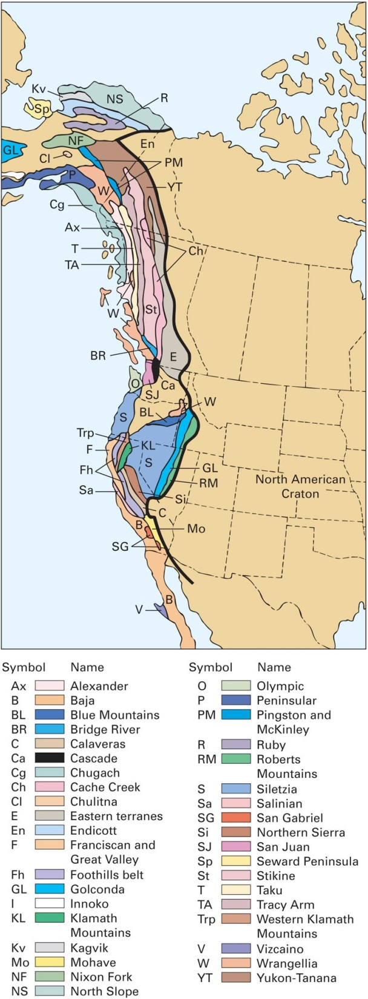 Kv
NS
R
Sp
NF
En
GL
Cl
PM
P
W
YT
Cg
Ax
T
Ch
TA
W
St
BR
E
O
Ca
SJ
W
BL
S
Trp
F
KL
S
Fh
GL
RM
North American
Craton
Sa
Si
C
B
Mo
SG
B
V
Symbol Name
Ax Alexander
B Baja
BL Blue Mountains
BR Bridge River
C Calaveras
Ca Cascade
Cg Chugach
Ch Cache Creek
Cl Chulitna
E Eastern terranes
En Endicott
F Franciscan and
Great Valley
Fh Foothills belt
GL Golconda
I Innoko
KL Klamath
Mountains
Kv Kagvik
Mo Mohave
NF Nixon Fork
NS North Slope
Symbol Name
O Olympic
P Peninsular
PM Pingston and
McKinley
R Ruby
RM Roberts
Mountains
S Siletzia
Sa Salinian
SG San Gabriel
Si Northern Sierra
SJ San Juan
Sp Seward Peninsula
St Stikine
T Taku
TA Tracy Arm
Trp Western Klamath
Mountains
V Vizcaino
W Wrangellia
YT Yukon-Tanana